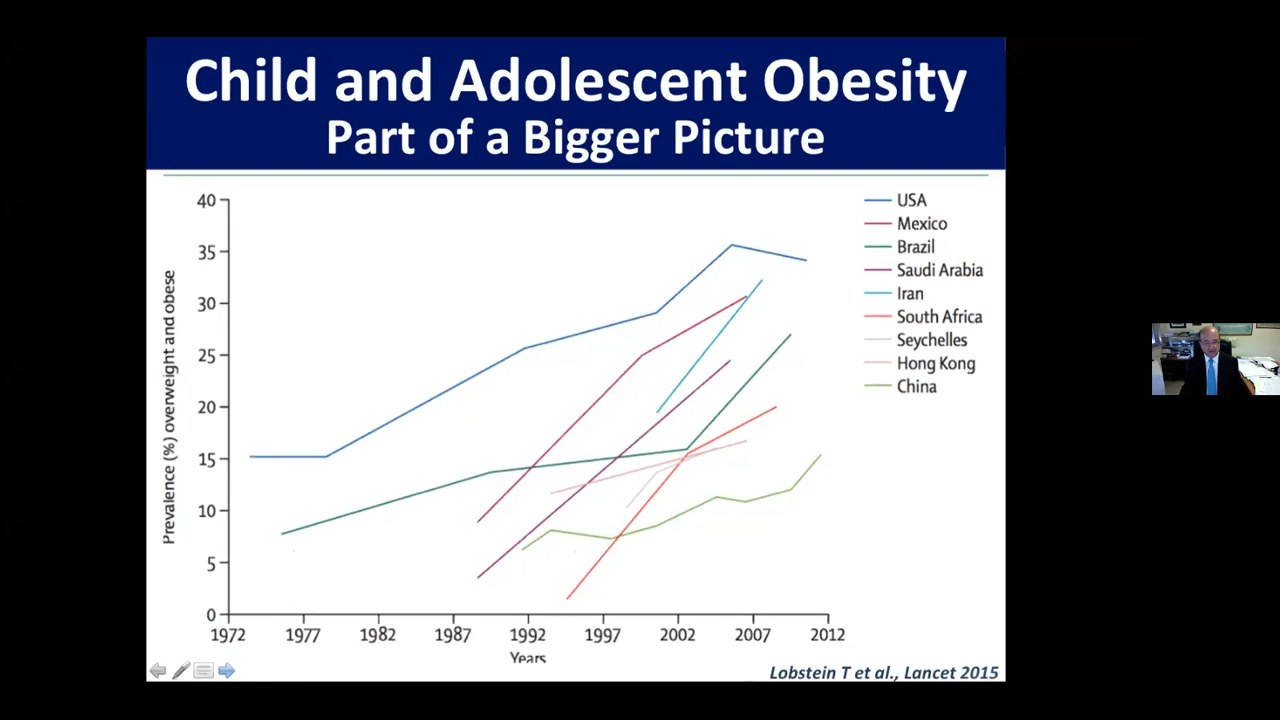 Child and Adolescent Obesity
Part of a Bigger Picture
Prevalence (%) overweight and obese
40
35
30
25
20
15
10
5
0
1972 1977 1982 1987 1992 1997 2002 2007 2012
Years
USA
Mexico
Brazil
Saudi Arabia
Iran
South Africa
Seychelles
Hong Kong
China
Lobstein T et al., Lancet 2015